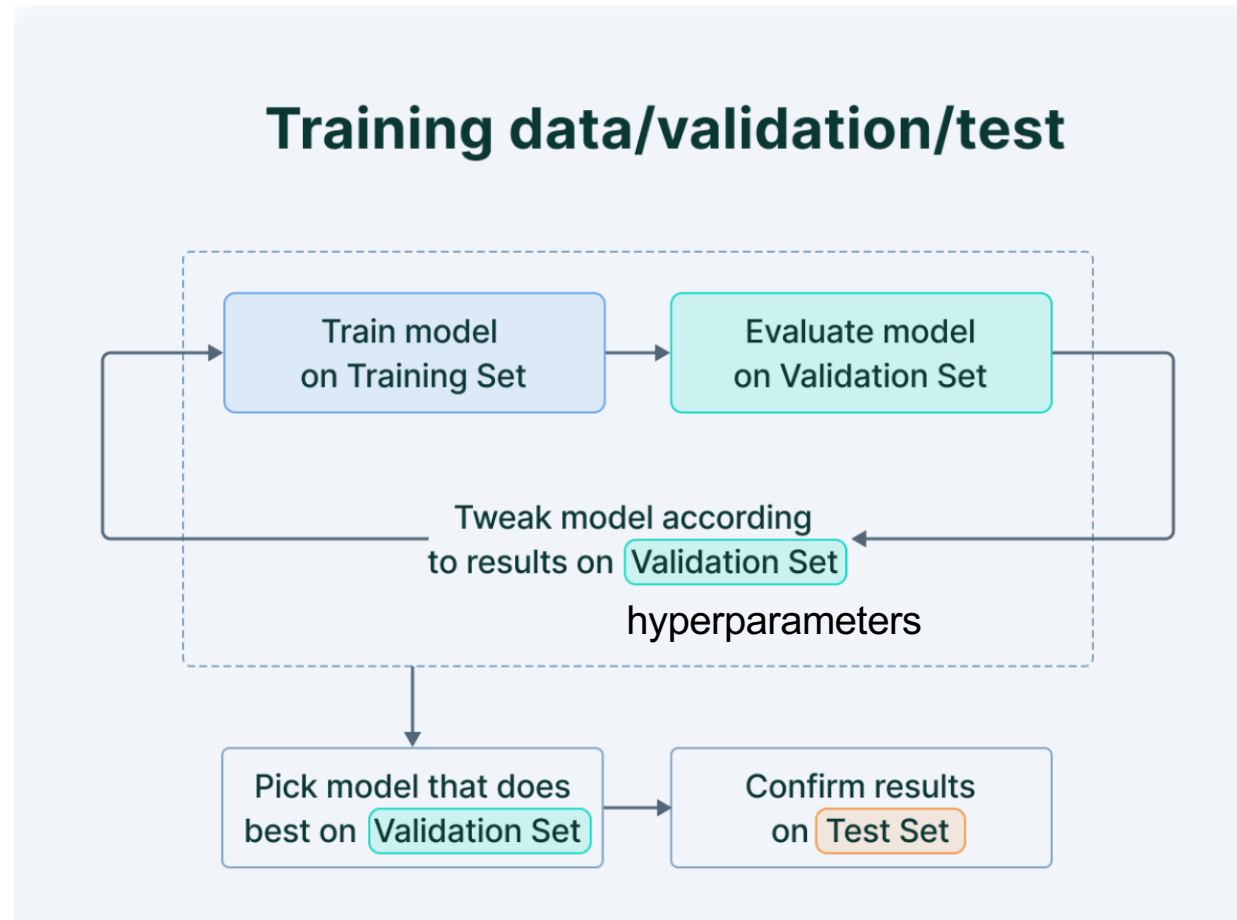 Training data/validation/test
Train model
on Training Set
Evaluate model
on Validation Set
Tweak model according
to results on Validation Set
hyperparameters
Pick model that does
best on Validation Set
Confirm results
on Test Set